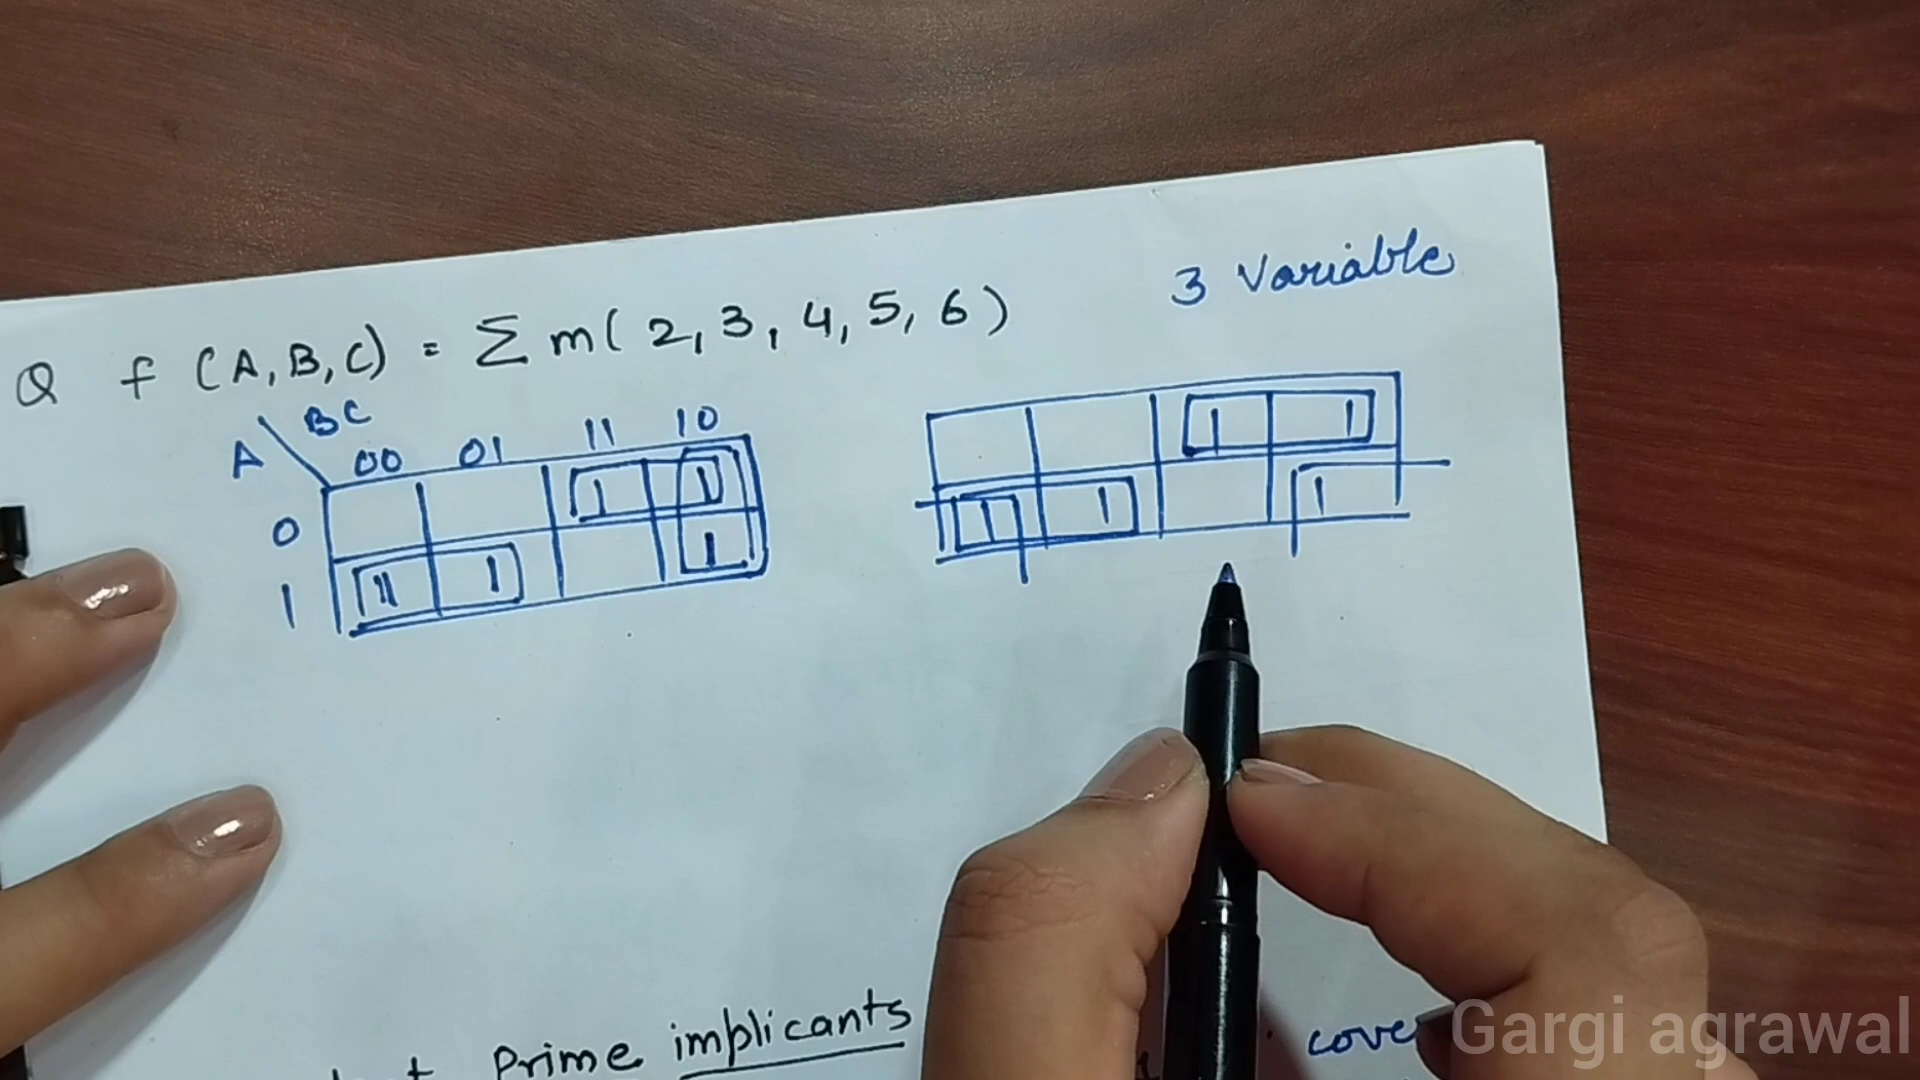 3 Variable
Q f (A, B, C) = Σ m( 2, 3, 4, 5, 6 )
BC
A 00 01 11 10
0 1 1
1 1 1 1
1 1
1 1 1
Prime implicants
Gargi agrawal